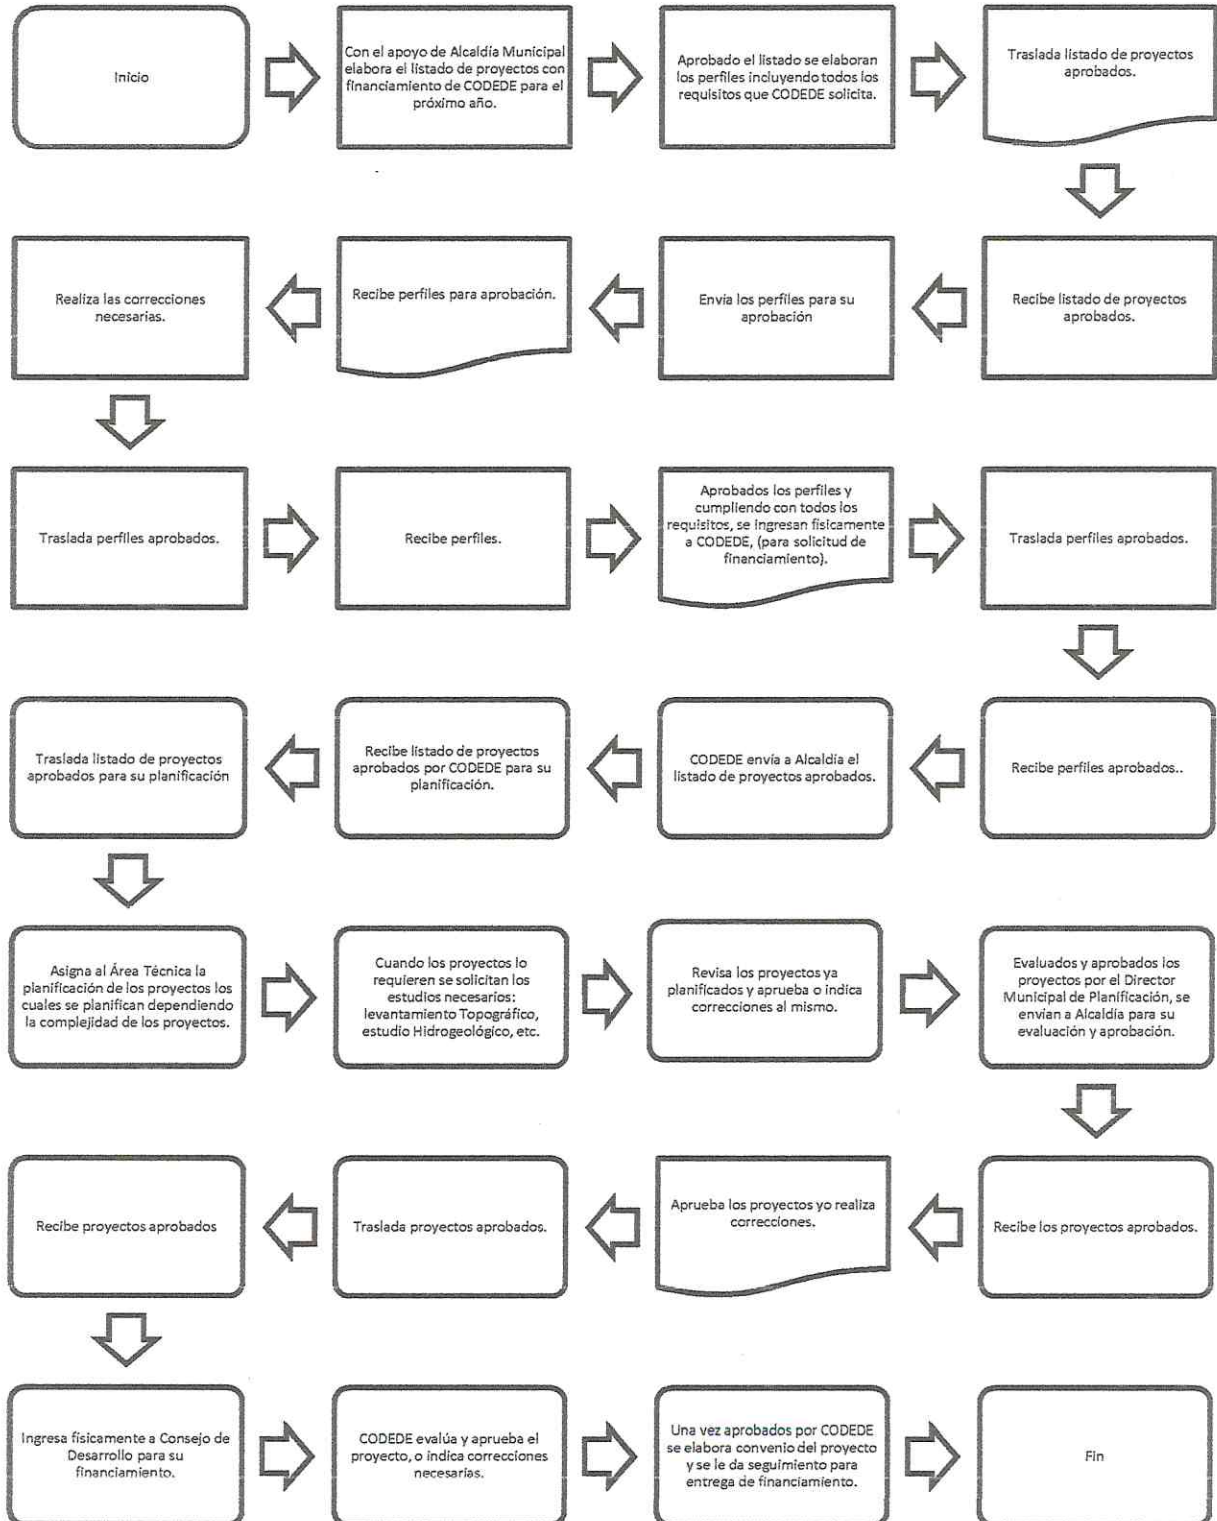 Inicio
Con el apoyo de Alcaldía Municipal
elabora el listado de proyectos con
financiamiento de CODEDE para el
próximo año.
Aprobado el listado se elaboran
los perfiles incluyendo todos los
requisitos que CODEDE solicita.
Traslada listado de proyectos
aprobados.
Recibe listado de proyectos
aprobados.
Envía los perfiles para su
aprobación
Recibe perfiles para aprobación.
Realiza las correcciones
necesarias.
Traslada perfiles aprobados.
Recibe perfiles.
Aprobados los perfiles y
cumpliendo con todos los
requisitos, se ingresan físicamente
a CODEDE, (para solicitud de
financiamiento).
Traslada perfiles aprobados.
Recibe perfiles aprobados..
CODEDE envía a Alcaldía el
listado de proyectos aprobados.
Recibe listado de proyectos
aprobados por CODEDE para su
planificación.
Traslada listado de proyectos
aprobados para su planificación
Asigna al Área Técnica la
planificación de los proyectos los
cuales se planifican dependiendo
la complejidad de los proyectos.
Cuando los proyectos lo
requieren se solicitan los
estudios necesarios:
levantamiento Topográfico,
estudio Hidrogeológico, etc.
Revisa los proyectos ya
planificados y aprueba o indica
correcciones al mismo.
Evaluados y aprobados los
proyectos por el Director
Municipal de Planificación, se
envían a Alcaldía para su
evaluación y aprobación.
Recibe los proyectos aprobados.
Aprueba los proyectos yo realiza
correcciones.
Traslada proyectos aprobados.
Recibe proyectos aprobados
Ingresa físicamente a Consejo de
Desarrollo para su
financiamiento.
CODEDE evalúa y aprueba el
proyecto, o indica correcciones
necesarias.
Una vez aprobados por CODEDE
se elabora convenio del proyecto
y se le da seguimiento para
entrega de financiamiento.
Fin